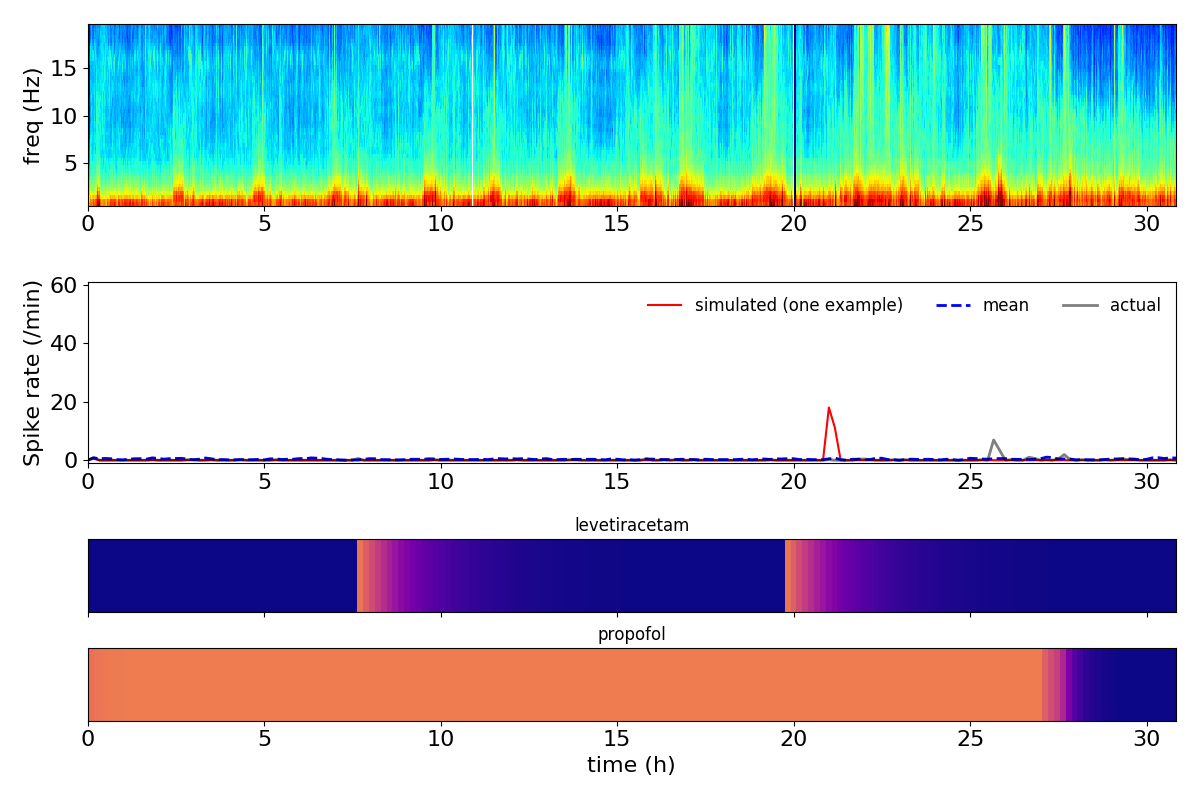 freq (Hz)
15
10
5
0 5 10 15 20 25 30
Spike rate (/min)
60
40
20
0
simulated (one example) mean actual
0 5 10 15 20 25 30
levetiracetam
propofol
0 5 10 15 20 25 30
time (h)